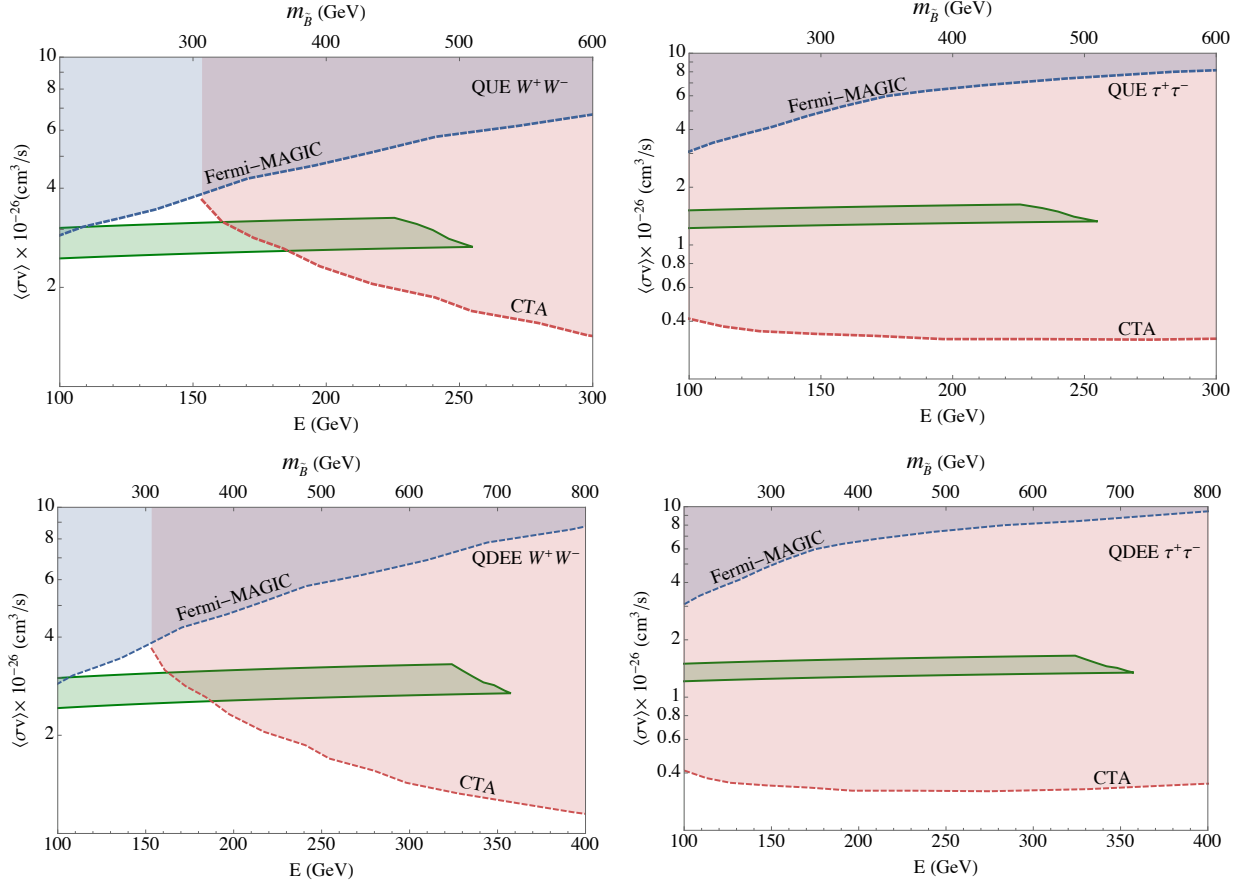 m_B̃ (GeV)
300 400 500 600
10
8
6
4
2
⟨σv⟩ × 10⁻²⁶(cm³/s)
QUE W⁺W⁻
Fermi−MAGIC
CTA
100 150 200 250 300
E (GeV)
m_B̃ (GeV)
300 400 500 600
10
8
6
4
2
1
0.8
0.6
0.4
⟨σv⟩× 10⁻²⁶ (cm³/s)
QUE τ⁺τ⁻
Fermi−MAGIC
CTA
100 150 200 250 300
E (GeV)
m_B̃ (GeV)
300 400 500 600 700 800
10
8
6
4
2
⟨σv⟩× 10⁻²⁶ (cm³/s)
QDEE W⁺W⁻
Fermi−MAGIC
CTA
100 150 200 250 300 350 400
E (GeV)
m_B̃ (GeV)
300 400 500 600 700 800
10
8
6
4
2
1
0.8
0.6
0.4
⟨σv⟩× 10⁻²⁶ (cm³/s)
QDEE τ⁺τ⁻
Fermi−MAGIC
CTA
100 150 200 250 300 350 400
E (GeV)